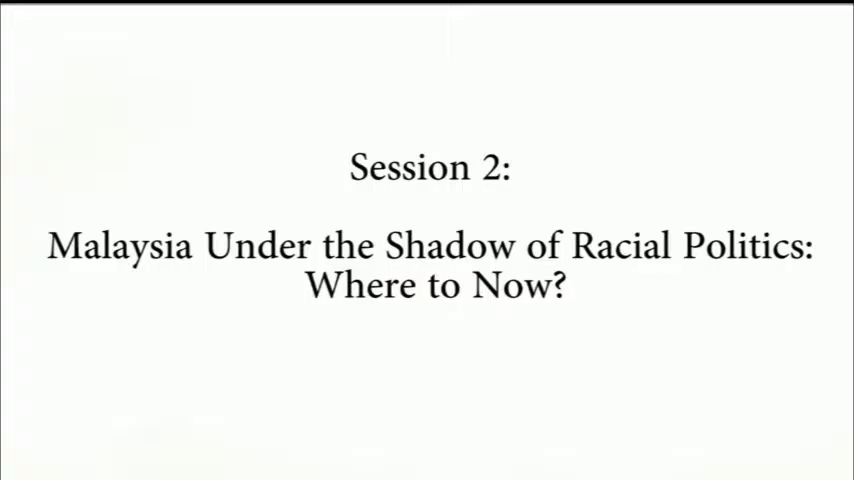 Session 2:
Malaysia Under the Shadow of Racial Politics:
Where to Now?